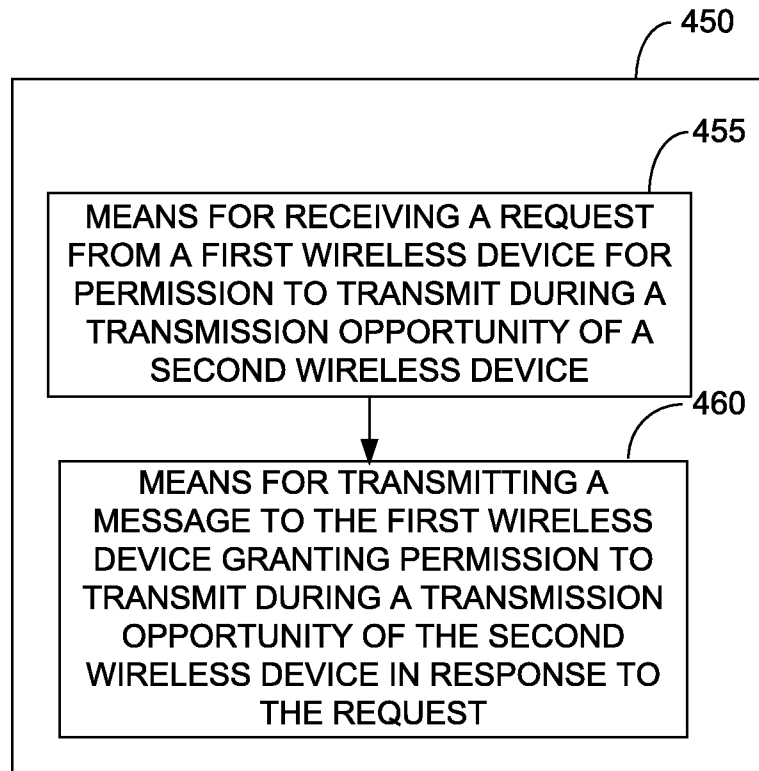 450
455
MEANS FOR RECEIVING A REQUEST
FROM A FIRST WIRELESS DEVICE FOR
PERMISSION TO TRANSMIT DURING A
TRANSMISSION OPPORTUNITY OF A
SECOND WIRELESS DEVICE
460
MEANS FOR TRANSMITTING A
MESSAGE TO THE FIRST WIRELESS
DEVICE GRANTING PERMISSION TO
TRANSMIT DURING A TRANSMISSION
OPPORTUNITY OF THE SECOND
WIRELESS DEVICE IN RESPONSE TO
THE REQUEST